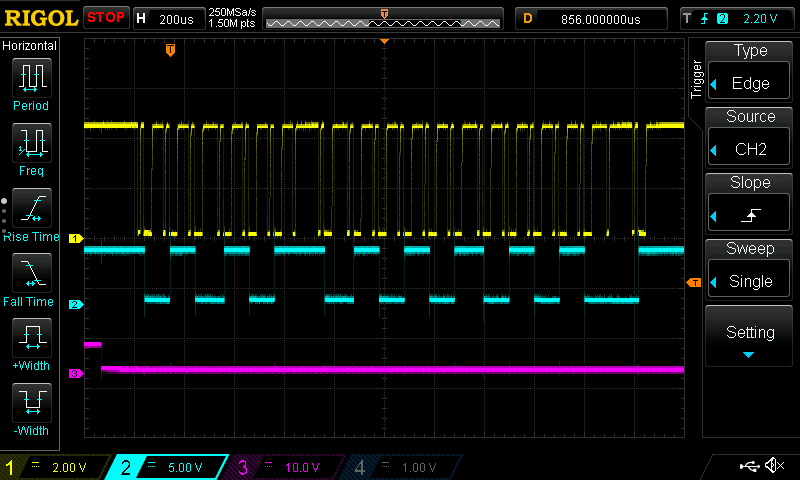 RIGOL STOP H 200us 250MSa/s
1.50M pts
T D 856.000000us T 2 2.20 V
Horizontal
Period
Freq
Rise Time
Fall Time
+Width
-Width
T
1
2
3
T
Trigger
Type
Edge
Source
CH2
Slope
Sweep
Single
Setting
1 2.00 V 2 5.00 V 3 10.0 V 4 1.00 V